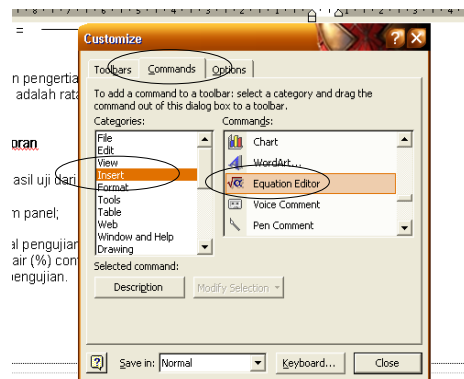 Customize
=
Toolbars Commands Options
n pengertia
adalah rata
To add a command to a toolbar: select a category and drag the
command out of this dialog box to a toolbar.
Categories:
Commands:
File
Edit
View
Insert
Format
Tools
Table
Web
Window and Help
Drawing
Chart
WordArt...
Equation Editor
Voice Comment
Pen Comment
oran
asil uji dari
m panel;
al pengujian
air (%) con
pengujian.
Selected command:
Description
Modify Selection
Save in: Normal
Keyboard...
Close